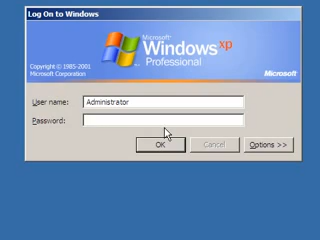 Log On to Windows
Microsoft
Windows xp
Professional
Copyright © 1985-2001
Microsoft Corporation
Microsoft
User name: Administrator
Password:
OK Cancel Options >>